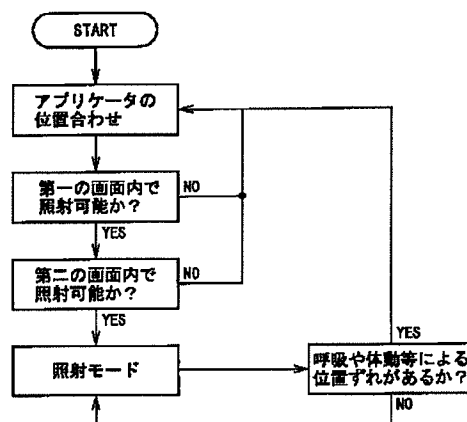 START
アプリケータの
位置合わせ
第一の画面内で
照射可能か？
NO
YES
第二の画面内で
照射可能か？
NO
YES
照射モード
呼吸や体動等による
位置ずれがあるか？
YES
NO